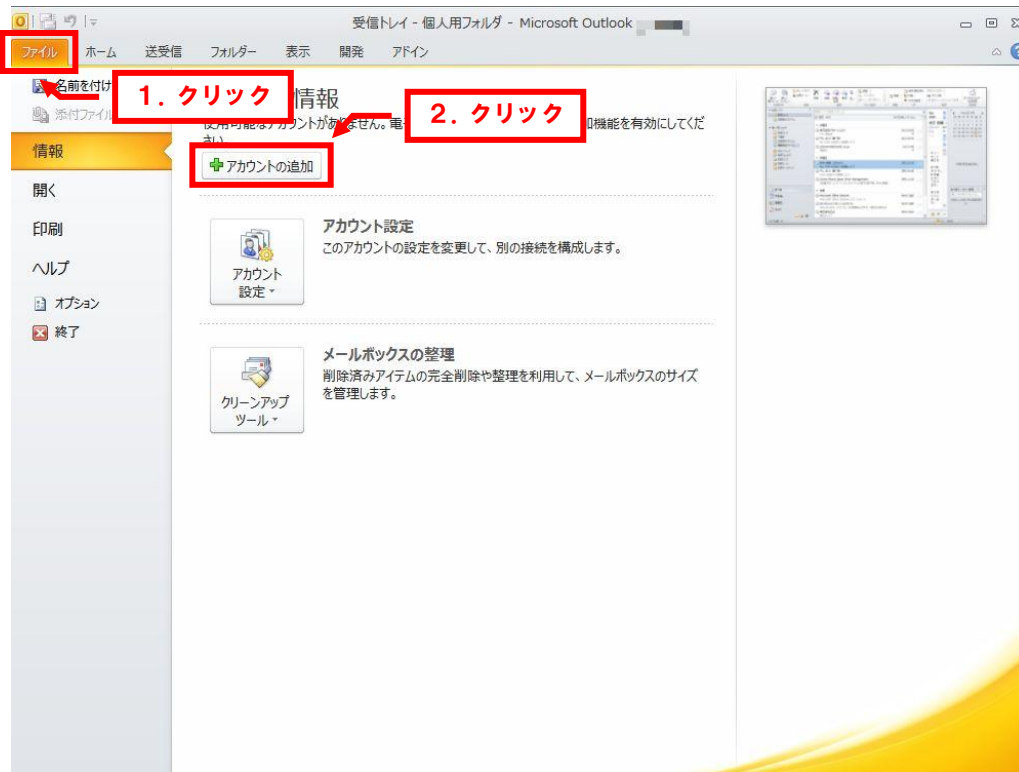 受信トレイ - 個人用フォルダ - Microsoft Outlook
ファイル ホーム 送受信 フォルダー 表示 開発 アドイン
名前を付け
添付ファイル
情報
開く
印刷
ヘルプ
オプション
終了
1. クリック
2. クリック
情報
使用可能なアカウントがありません。電
加機能を有効にしてくだ
さい。
アカウントの追加
アカウント
設定
アカウント設定
このアカウントの設定を変更して、別の接続を構成します。
クリーンアップ
ツール
メールボックスの整理
削除済みアイテムの完全削除や整理を利用して、メールボックスのサイズ
を管理します。